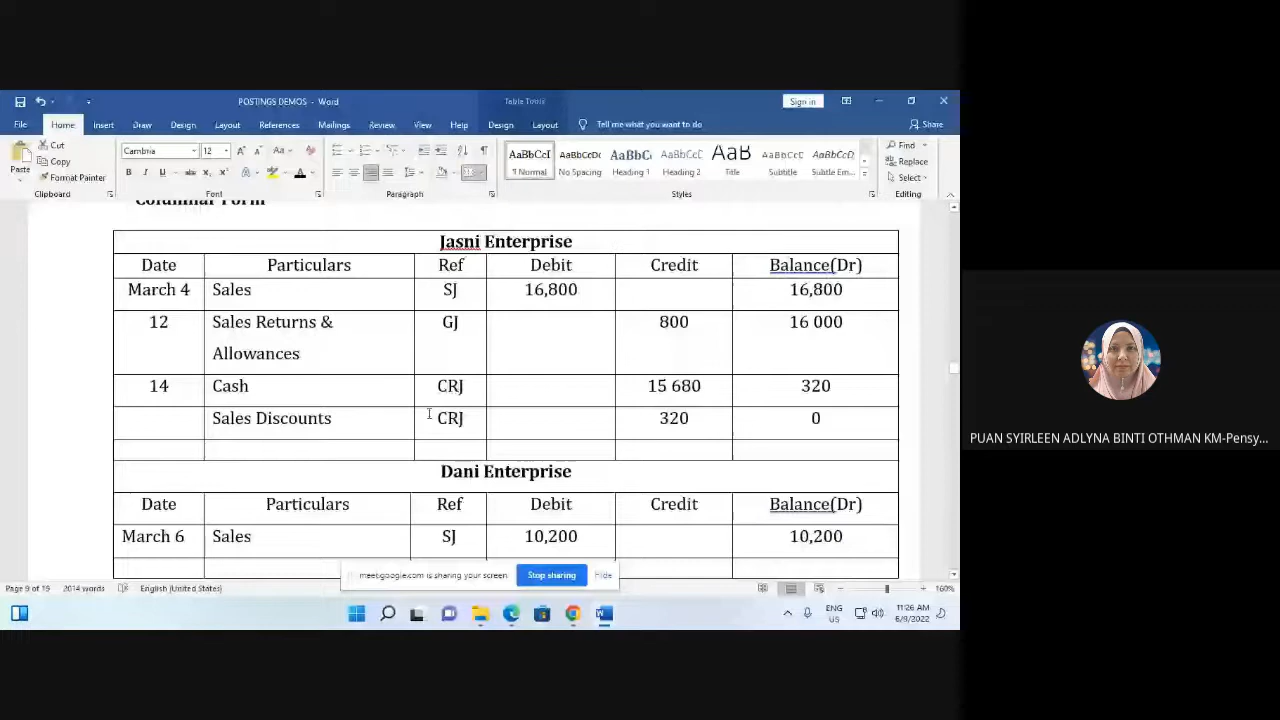 POSTINGS DEMOS - Word
Table Tools
Sign in
File Home Insert Draw Design Layout References Mailings Review View Help Design Layout Tell me what you want to do Share
Paste
Cut
Copy
Format Painter
Cambria 12
AaBbCcI AaBbCcDc AaBbC AaBbCcD AaB AaBbCcD AaBbCcD
¶ Normal No Spacing Heading 1 Heading 2 Title Subtitle Subtle Em...
Find
Replace
Select
Clipboard Font Paragraph Styles Editing
Columnar Form
Jasni Enterprise
Date Particulars Ref Debit Credit Balance(Dr)
March 4 Sales SJ 16,800 16,800
12 Sales Returns & GJ 800 16 000
Allowances
14 Cash CRJ 15 680 320
Sales Discounts CRJ 320 0
Dani Enterprise
Date Particulars Ref Debit Credit Balance(Dr)
March 6 Sales SJ 10,200 10,200
meet.google.com is sharing your screen. Stop sharing Hide
Page 9 of 19 2014 words English (United States) 160%
ENG
US
11:26 AM
6/9/2022
PUAN SYIRLEEN ADLYNA BINTI OTHMAN KM-Pensy...